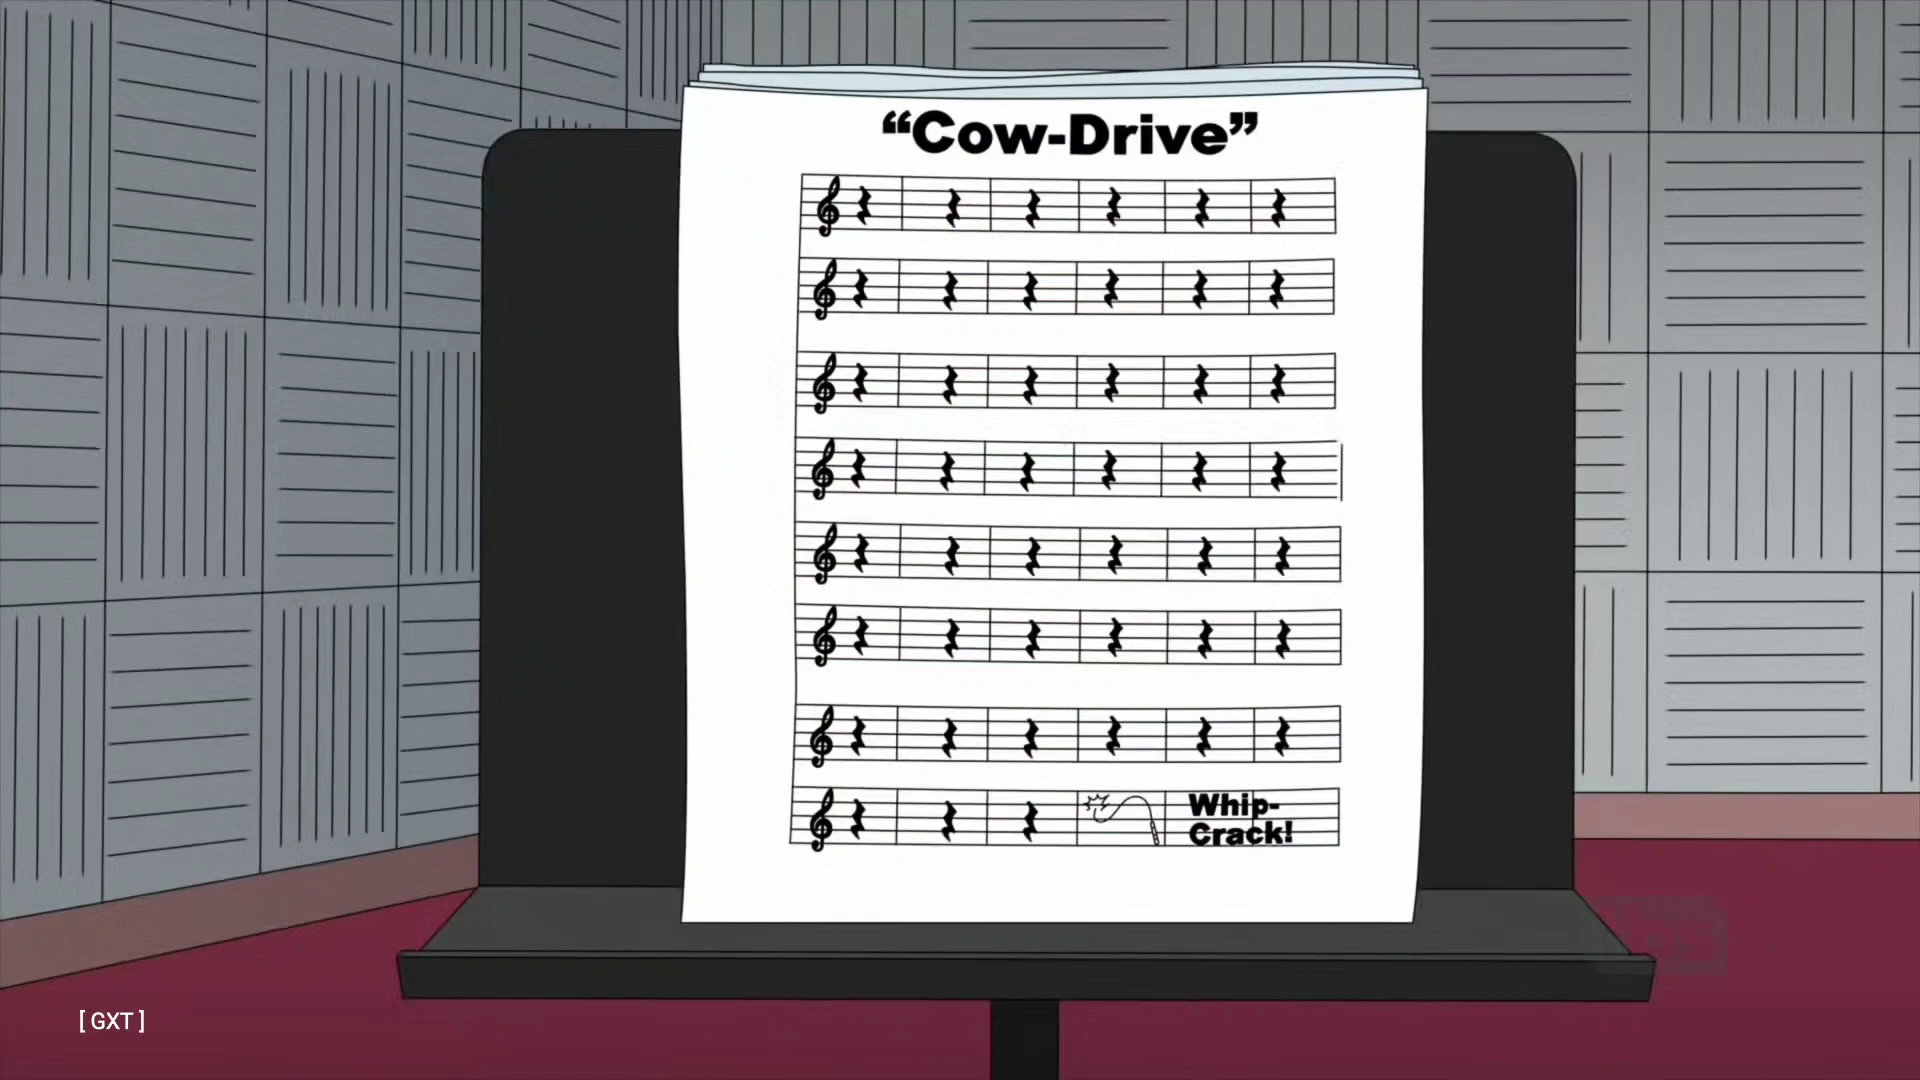 “Cow-Drive”
Whip-
Crack!
[ GXT ]